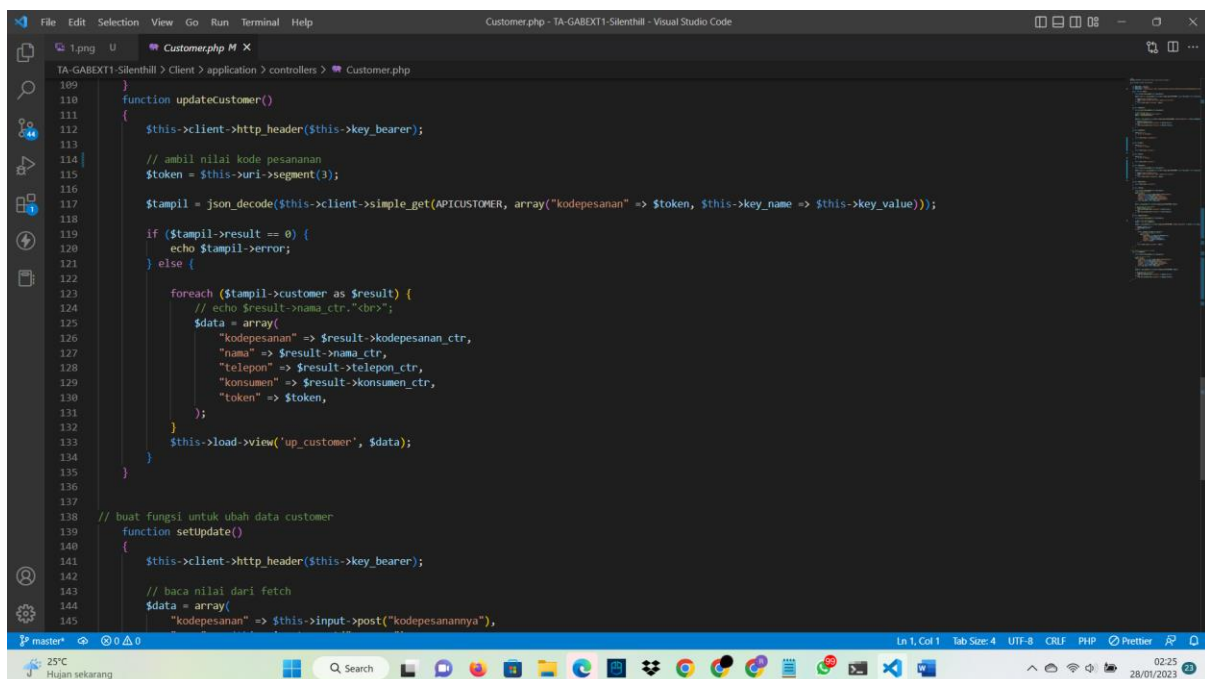 File Edit Selection View Go Run Terminal Help Customer.php - TA-GABEXT1-Silenthill - Visual Studio Code
1.png U Customer.php M
TA-GABEXT1-Silenthill > Client > application > controllers > Customer.php
109 }
110 function updateCustomer()
111 {
112 $this->client->http_header($this->key_bearer);
113
114 // ambil nilai kode pesananan
115 $token = $this->uri->segment(3);
116
117 $tampil = json_decode($this->client->simple_get(APICUSTOMER, array("kodepesanan" => $token, $this->key_name => $this->key_value)));
118
119 if ($tampil->result == 0) {
120 echo $tampil->error;
121 } else {
122
123 foreach ($tampil->customer as $result) {
124 // echo $result->nama_ctr."<br>";
125 $data = array(
126 "kodepesanan" => $result->kodepesanan_ctr,
127 "nama" => $result->nama_ctr,
128 "telepon" => $result->telepon_ctr,
129 "konsumen" => $result->konsumen_ctr,
130 "token" => $token,
131 );
132 }
133 $this->load->view('up_customer', $data);
134 }
135 }
136
137
138 // buat fungsi untuk ubah data customer
139 function setUpdate()
140 {
141 $this->client->http_header($this->key_bearer);
142
143 // baca nilai dari fetch
144 $data = array(
145 "kodepesanan" => $this->input->post("kodepesanannya"),
master* 0 0 Ln 1, Col 1 Tab Size: 4 UTF-8 CRLF PHP Prettier
25°C Search 02:25
Hujan sekarang 28/01/2023 23
44
1
99